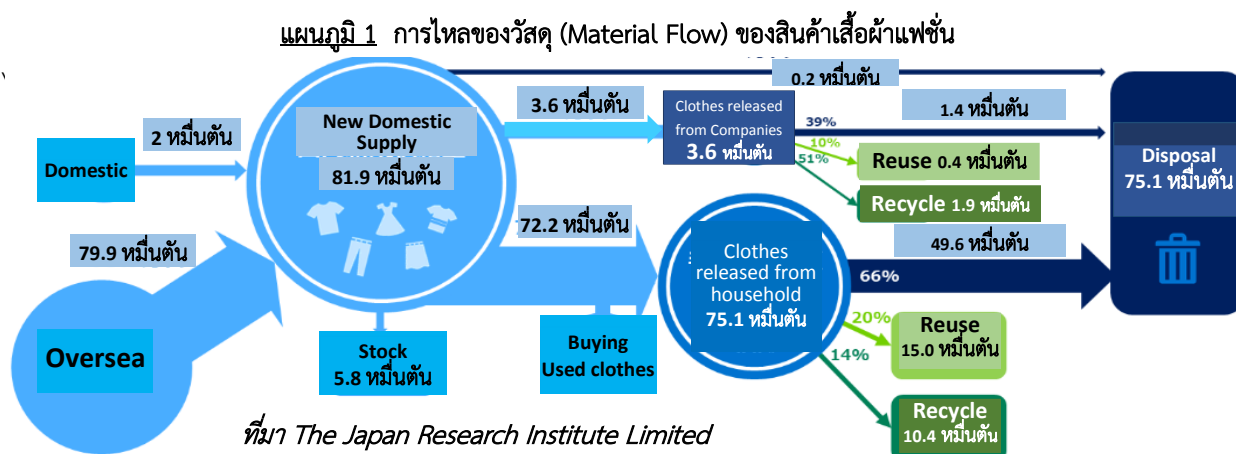 แผนภูมิ 1 การไหลของวัสดุ (Material Flow) ของสินค้าเสื้อผ้าแฟชั่น
0.2 หมื่นตัน
2 หมื่นตัน
Domestic
79.9 หมื่นตัน
Oversea
New Domestic
Supply
81.9 หมื่นตัน
Stock
5.8 หมื่นตัน
3.6 หมื่นตัน
Clothes released
from Companies
3.6 หมื่นตัน
39%
1.4 หมื่นตัน
10%
Reuse 0.4 หมื่นตัน
51%
Recycle 1.9 หมื่นตัน
72.2 หมื่นตัน
Buying
Used clothes
Clothes
released from
household
75.1 หมื่นตัน
49.6 หมื่นตัน
66%
20%
Reuse
15.0 หมื่นตัน
14%
Recycle
10.4 หมื่นตัน
Disposal
75.1 หมื่นตัน
ที่มา The Japan Research Institute Limited